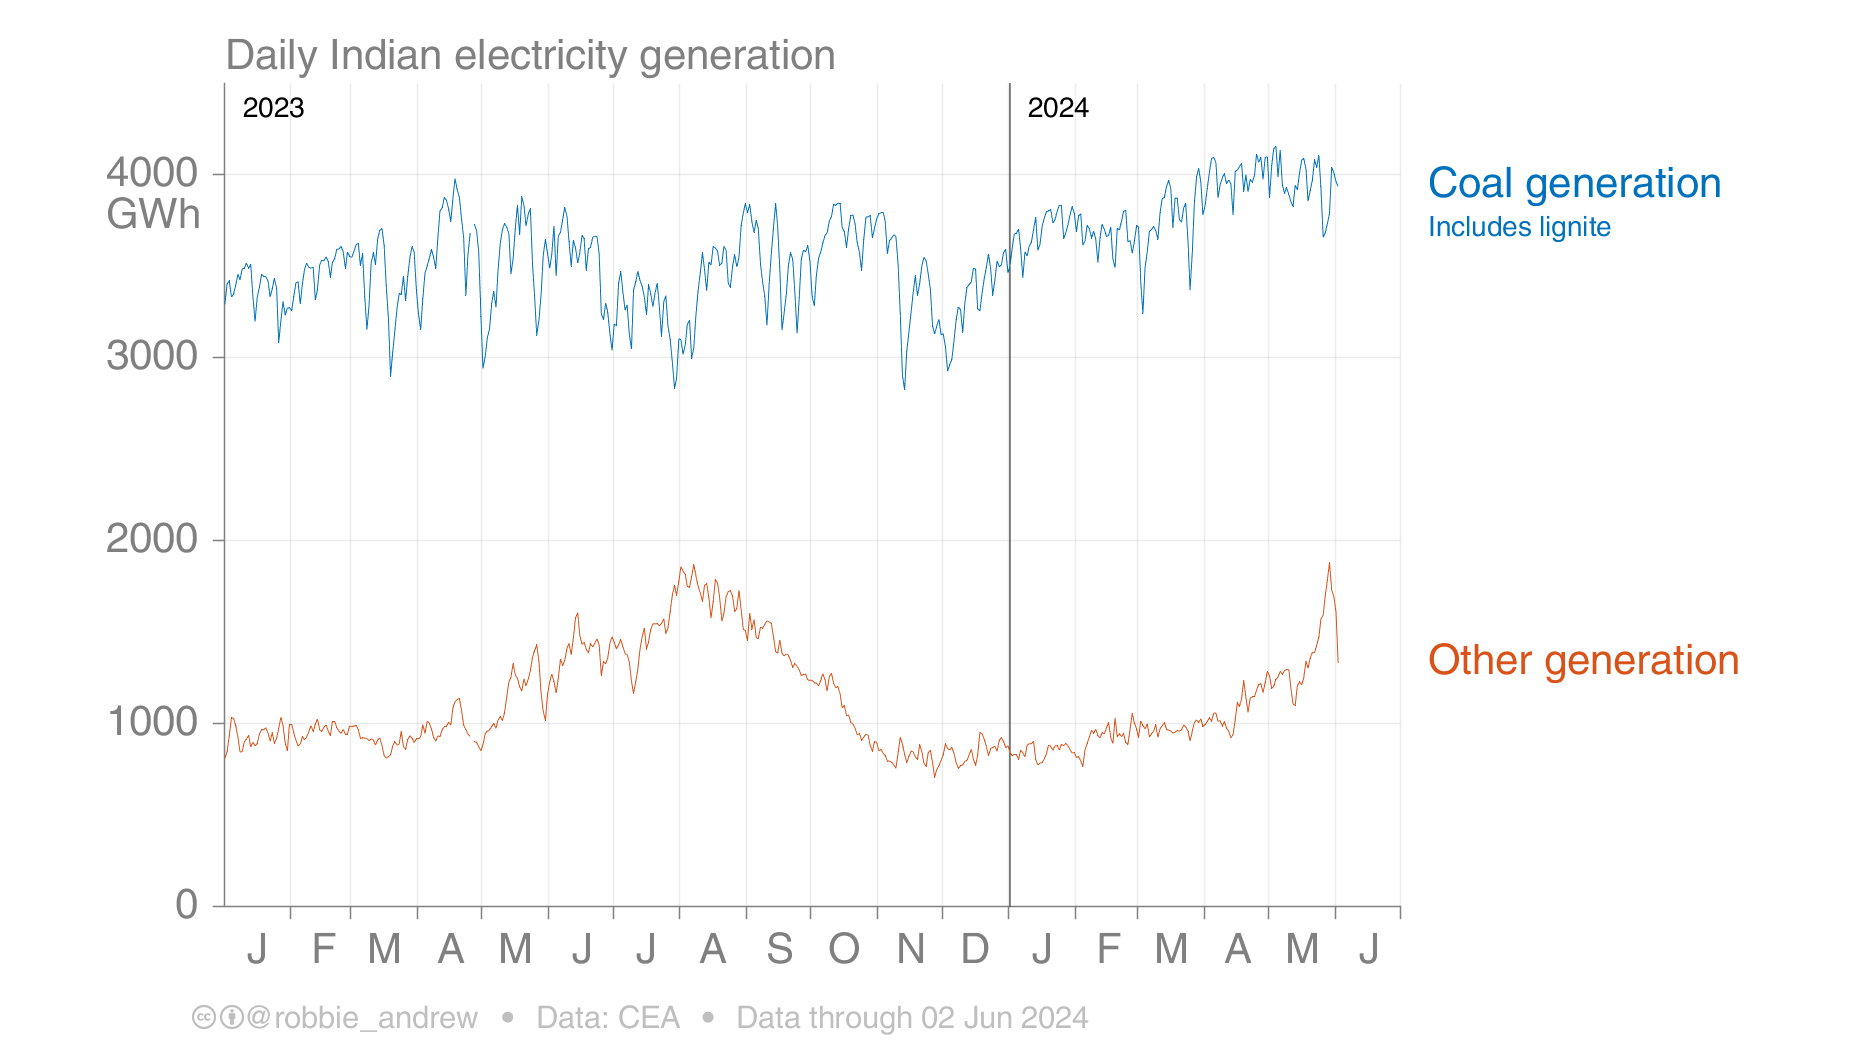 Daily Indian electricity generation
2023
2024
4000
GWh
3000
2000
1000
0
Coal generation
Includes lignite
Other generation
J F M A M J J A S O N D J F M A M J
@robbie_andrew • Data: CEA • Data through 02 Jun 2024